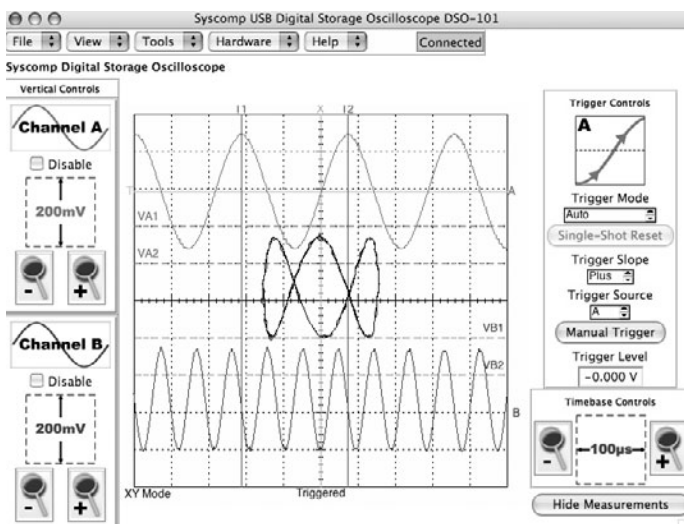 Syscomp USB Digital Storage Oscilloscope DSO-101
File View Tools Hardware Help Connected
Syscomp Digital Storage Oscilloscope
Vertical Controls
Channel A
Disable
200mV
- +
Channel B
Disable
200mV
- +
T1 X T2
T A
VA1
VA2
VB1
VB2
B
XY Mode Triggered
Trigger Controls
A
Trigger Mode
Auto
Single-Shot Reset
Trigger Slope
Plus
Trigger Source
A
Manual Trigger
Trigger Level
-0.000 V
Timebase Controls
- 100µs +
Hide Measurements